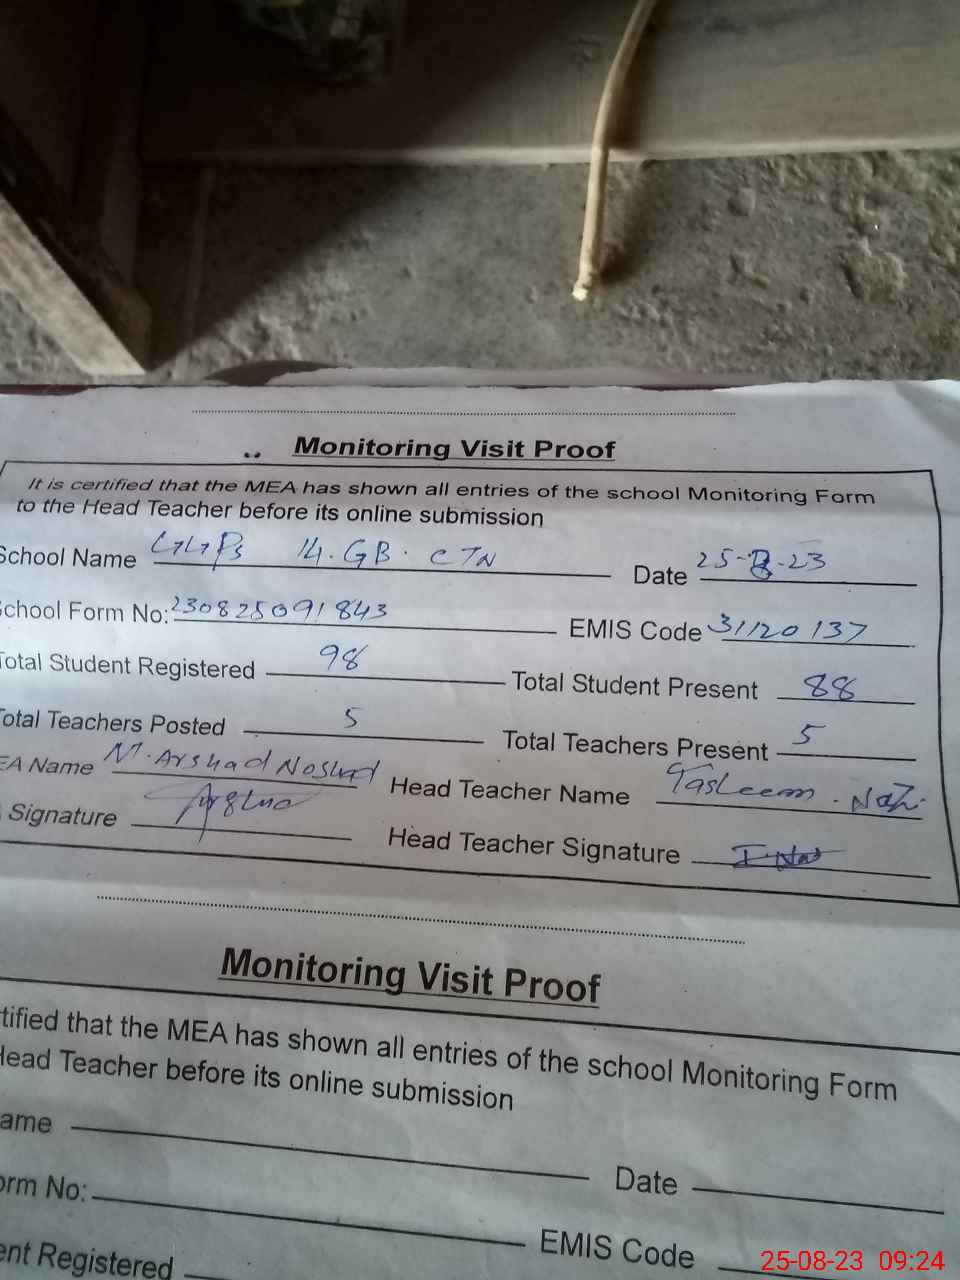 Monitoring Visit Proof
It is certified that the MEA has shown all entries of the school Monitoring Form
to the Head Teacher before its online submission
School Name GGPS 14.GB. CTN Date 25-8-23
School Form No: 230825091843 EMIS Code 31120137
Total Student Registered 98 Total Student Present 88
Total Teachers Posted 5 Total Teachers Present 5
EA Name M. Arshad Noshad Head Teacher Name Tasleem. Naz.
Signature Head Teacher Signature
Monitoring Visit Proof
tified that the MEA has shown all entries of the school Monitoring Form
Head Teacher before its online submission
ame Date
orm No: EMIS Code
ent Registered
25-08-23 09:24